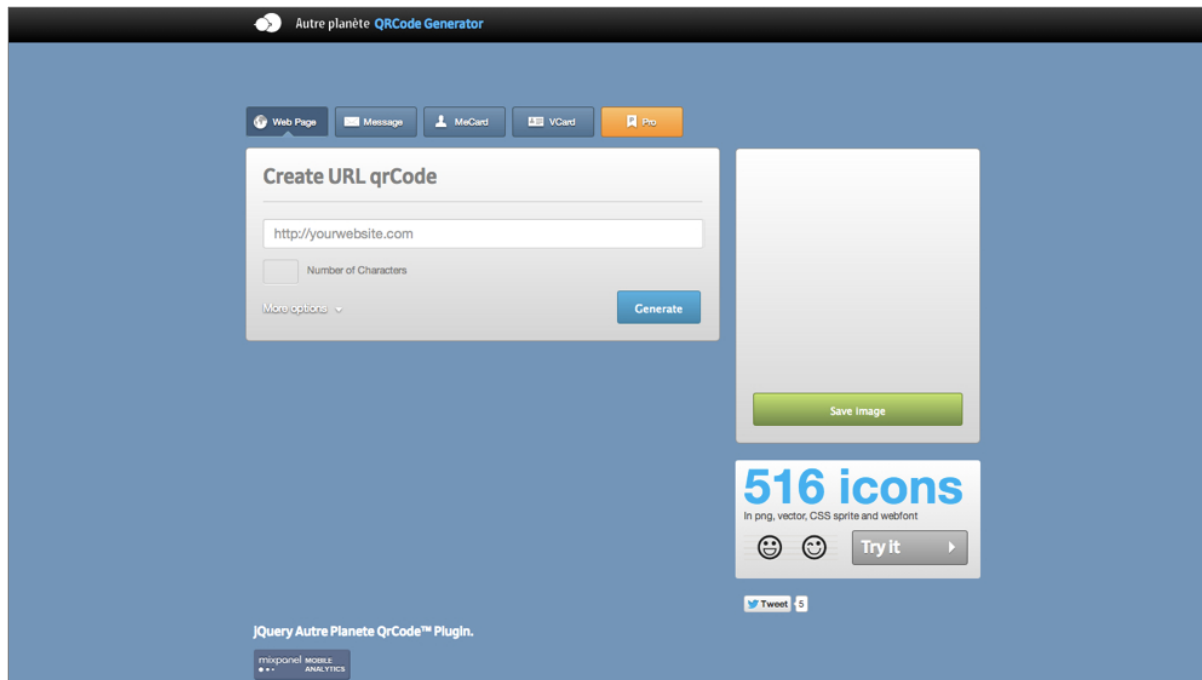 Autre planète QRCode Generator
Web Page
Message
MeCard
VCard
Pro
Create URL qrCode
http://yourwebsite.com
Number of Characters
More options
Generate
Save image
516 icons
In png, vector, CSS sprite and webfont
Try it
Tweet 5
jQuery Autre Planete QrCode™ Plugin.
mixpanel MOBILE
ANALYTICS